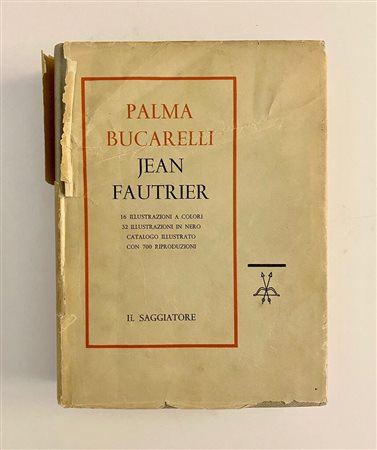 PALMA
BUCARELLI
JEAN
FAUTRIER
16 ILLUSTRAZIONI A COLORI
32 ILLUSTRAZIONI IN NERO
CATALOGO ILLUSTRATO
CON 700 RIPRODUZIONI
IL SAGGIATORE